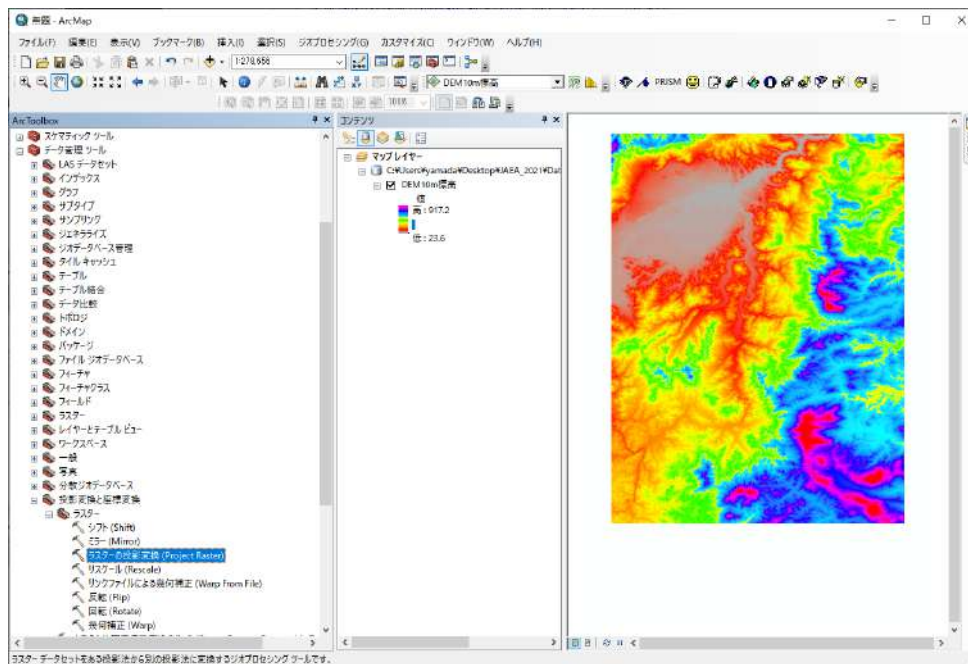 無題 - ArcMap
ファイル(F) 編集(E) 表示(V) ブックマーク(B) 挿入(I) 選択(S) ジオプロセシング(G) カスタマイズ(C) ウィンドウ(W) ヘルプ(H)
1:278,656
DEM10m標高
PRISM
100%
ArcToolbox
スケマティック ツール
データ管理 ツール
LAS データセット
インデックス
グラフ
サブタイプ
サンプリング
ジェネラライズ
ジオデータベース管理
タイル キャッシュ
テーブル
テーブル結合
データ比較
トポロジ
ドメイン
パッケージ
ファイル ジオデータベース
フィーチャ
フィーチャクラス
フィールド
ラスター
レイヤーとテーブル ビュー
ワークスペース
一般
写真
分散ジオデータベース
投影変換と座標変換
ラスター
シフト (Shift)
ミラー (Mirror)
ラスターの投影変換 (Project Raster)
リスケール (Rescale)
リンクファイルによる幾何補正 (Warp From File)
反転 (Flip)
回転 (Rotate)
幾何補正 (Warp)
コンテンツ
マップ レイヤー
C:¥Users¥yamada¥Desktop¥JAEA_2021¥Dat
DEM10m標高
値
高 : 917.2
低 : 23.6
ラスター データセットをある投影法から別の投影法に変換するジオプロセシング ツールです。